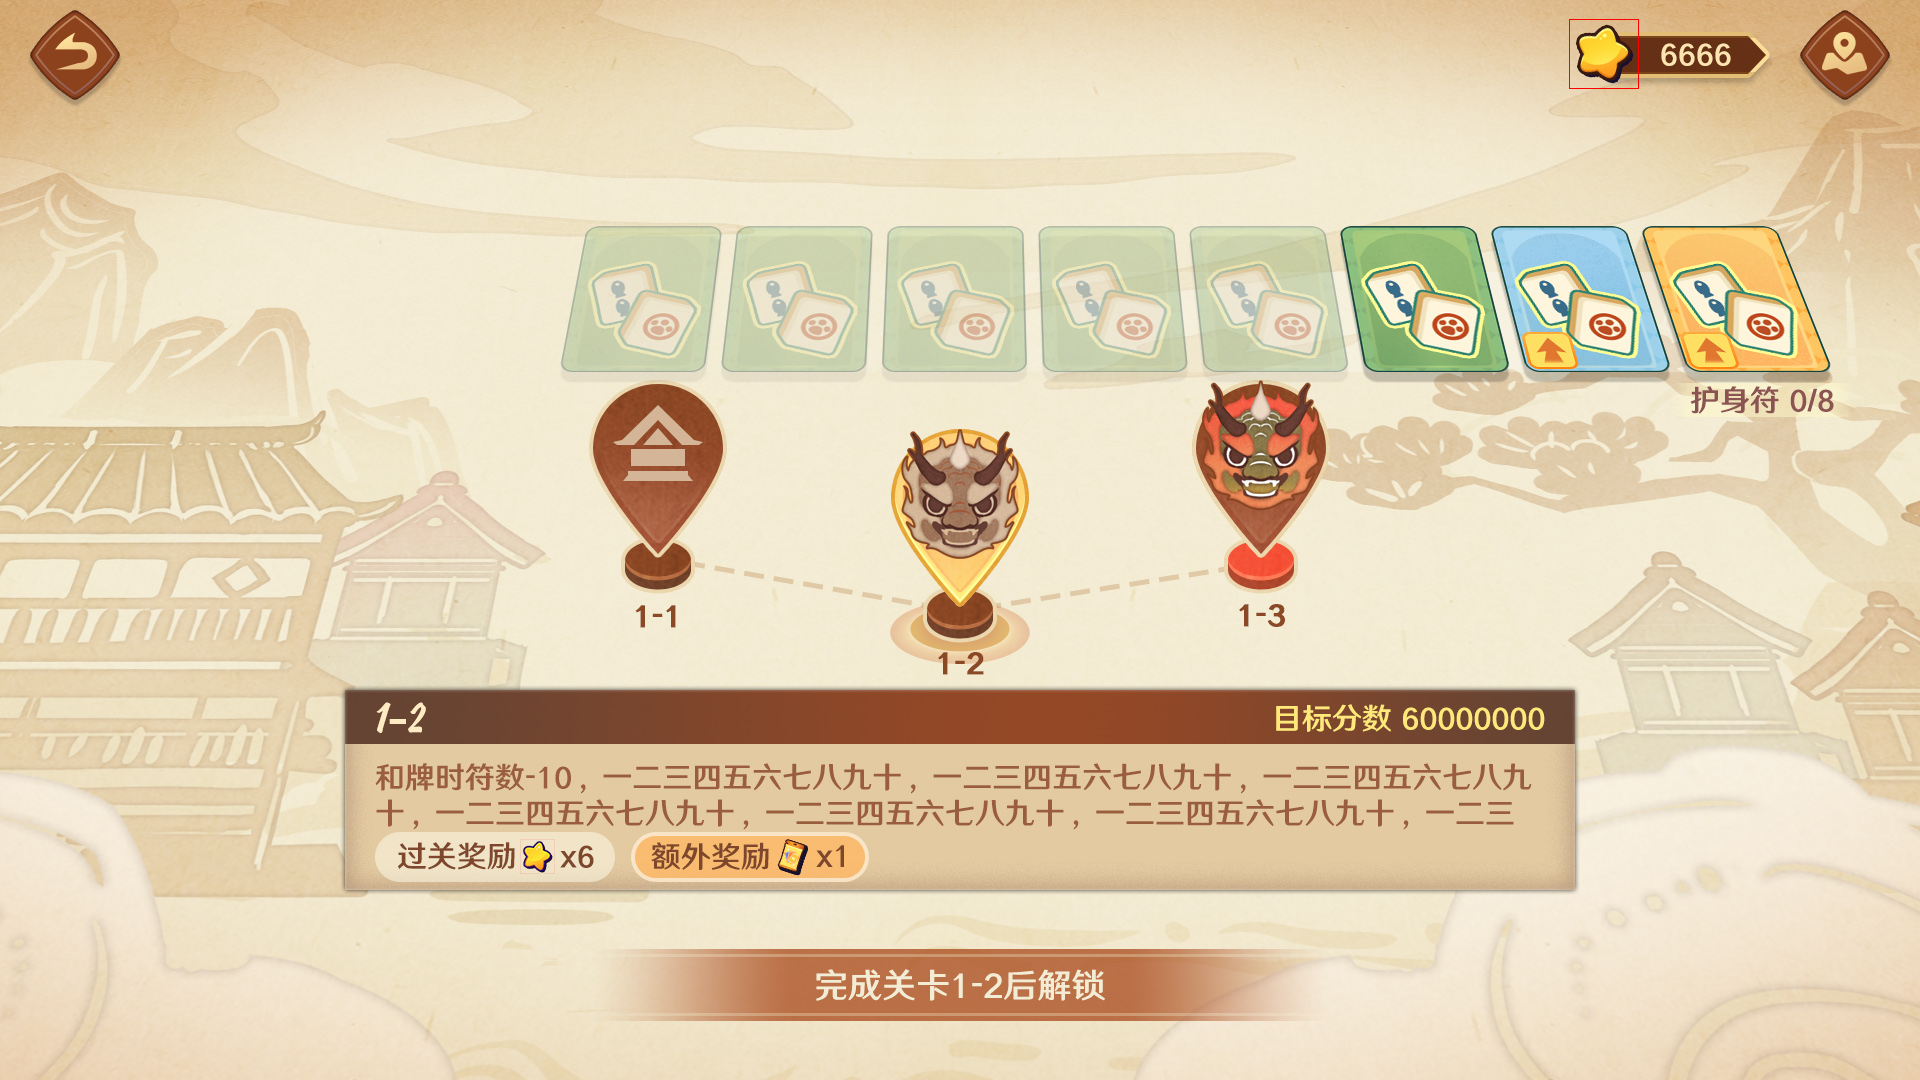 6666
护身符 0/8
1-1
1-2
1-3
1-2
目标分数 60000000
和牌时符数-10，一二三四五六七八九十，一二三四五六七八九十，一二三四五六七八九
十，一二三四五六七八九十，一二三四五六七八九十，一二三四五六七八九十，一二三
过关奖励 x6
额外奖励 x1
完成关卡1-2后解锁